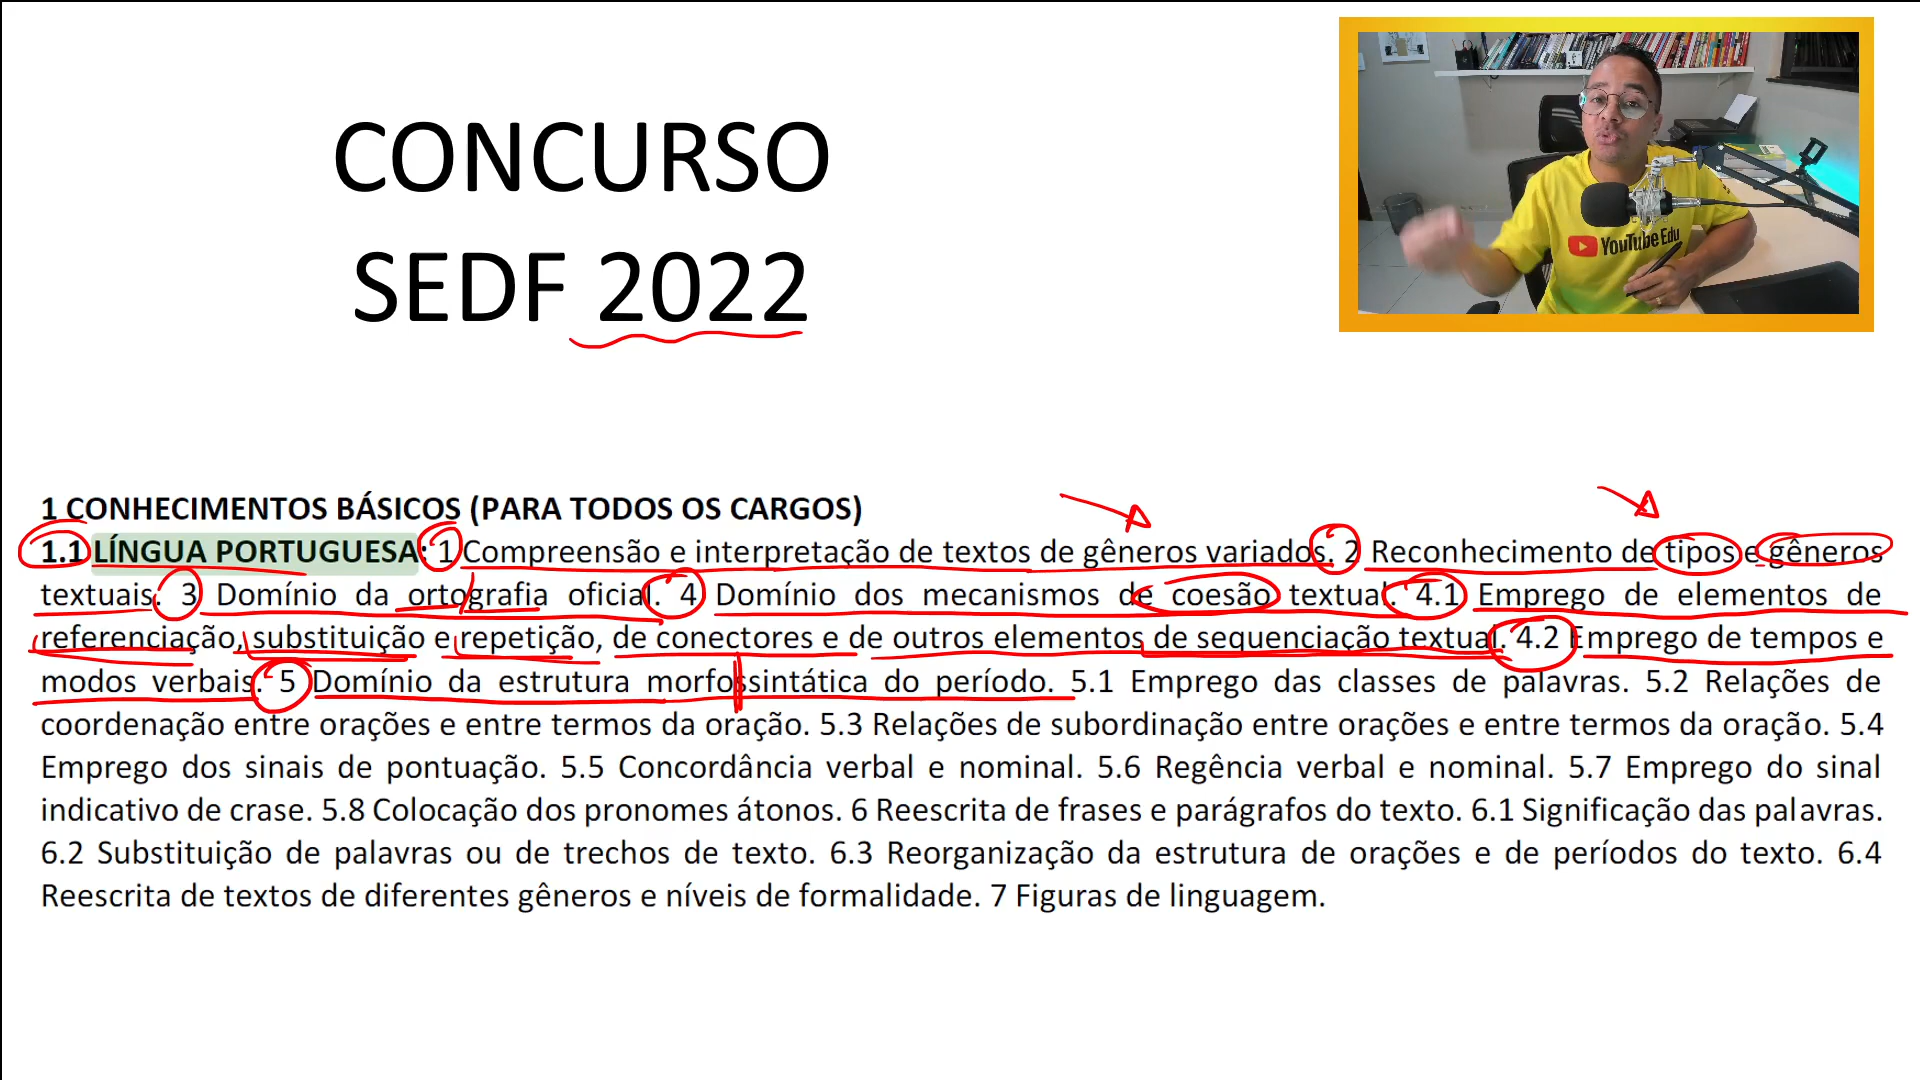 CONCURSO
SEDF 2022
YouTube Edu
1 CONHECIMENTOS BÁSICOS (PARA TODOS OS CARGOS)
1.1 LÍNGUA PORTUGUESA: 1 Compreensão e interpretação de textos de gêneros variados. 2 Reconhecimento de tipos e gêneros
textuais. 3 Domínio da ortografia oficial. 4 Domínio dos mecanismos de coesão textual. 4.1 Emprego de elementos de
referenciação, substituição e repetição, de conectores e de outros elementos de sequenciação textual. 4.2 Emprego de tempos e
modos verbais. 5 Domínio da estrutura morfossintática do período. 5.1 Emprego das classes de palavras. 5.2 Relações de
coordenação entre orações e entre termos da oração. 5.3 Relações de subordinação entre orações e entre termos da oração. 5.4
Emprego dos sinais de pontuação. 5.5 Concordância verbal e nominal. 5.6 Regência verbal e nominal. 5.7 Emprego do sinal
indicativo de crase. 5.8 Colocação dos pronomes átonos. 6 Reescrita de frases e parágrafos do texto. 6.1 Significação das palavras.
6.2 Substituição de palavras ou de trechos de texto. 6.3 Reorganização da estrutura de orações e de períodos do texto. 6.4
Reescrita de textos de diferentes gêneros e níveis de formalidade. 7 Figuras de linguagem.